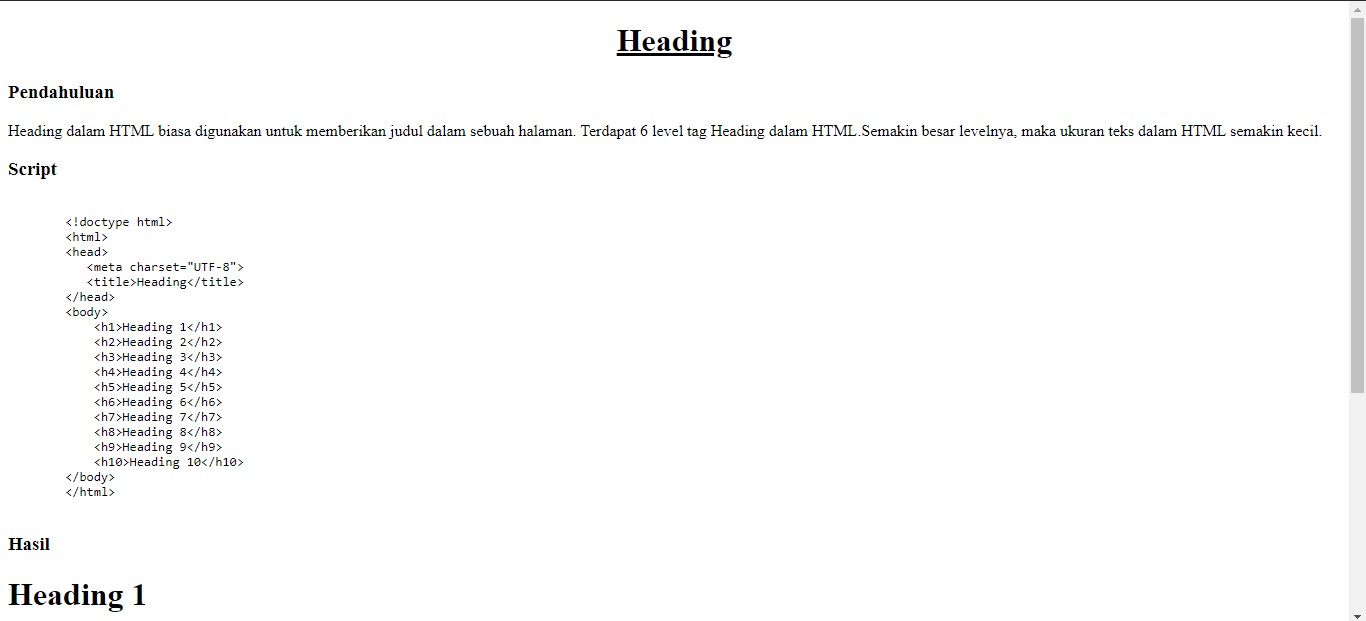 Heading
Pendahuluan
Heading dalam HTML biasa digunakan untuk memberikan judul dalam sebuah halaman. Terdapat 6 level tag Heading dalam HTML.Semakin besar levelnya, maka ukuran teks dalam HTML semakin kecil.
Script
<!doctype html>
<html>
<head>
<meta charset="UTF-8">
<title>Heading</title>
</head>
<body>
<h1>Heading 1</h1>
<h2>Heading 2</h2>
<h3>Heading 3</h3>
<h4>Heading 4</h4>
<h5>Heading 5</h5>
<h6>Heading 6</h6>
<h7>Heading 7</h7>
<h8>Heading 8</h8>
<h9>Heading 9</h9>
<h10>Heading 10</h10>
</body>
</html>
Hasil
Heading 1